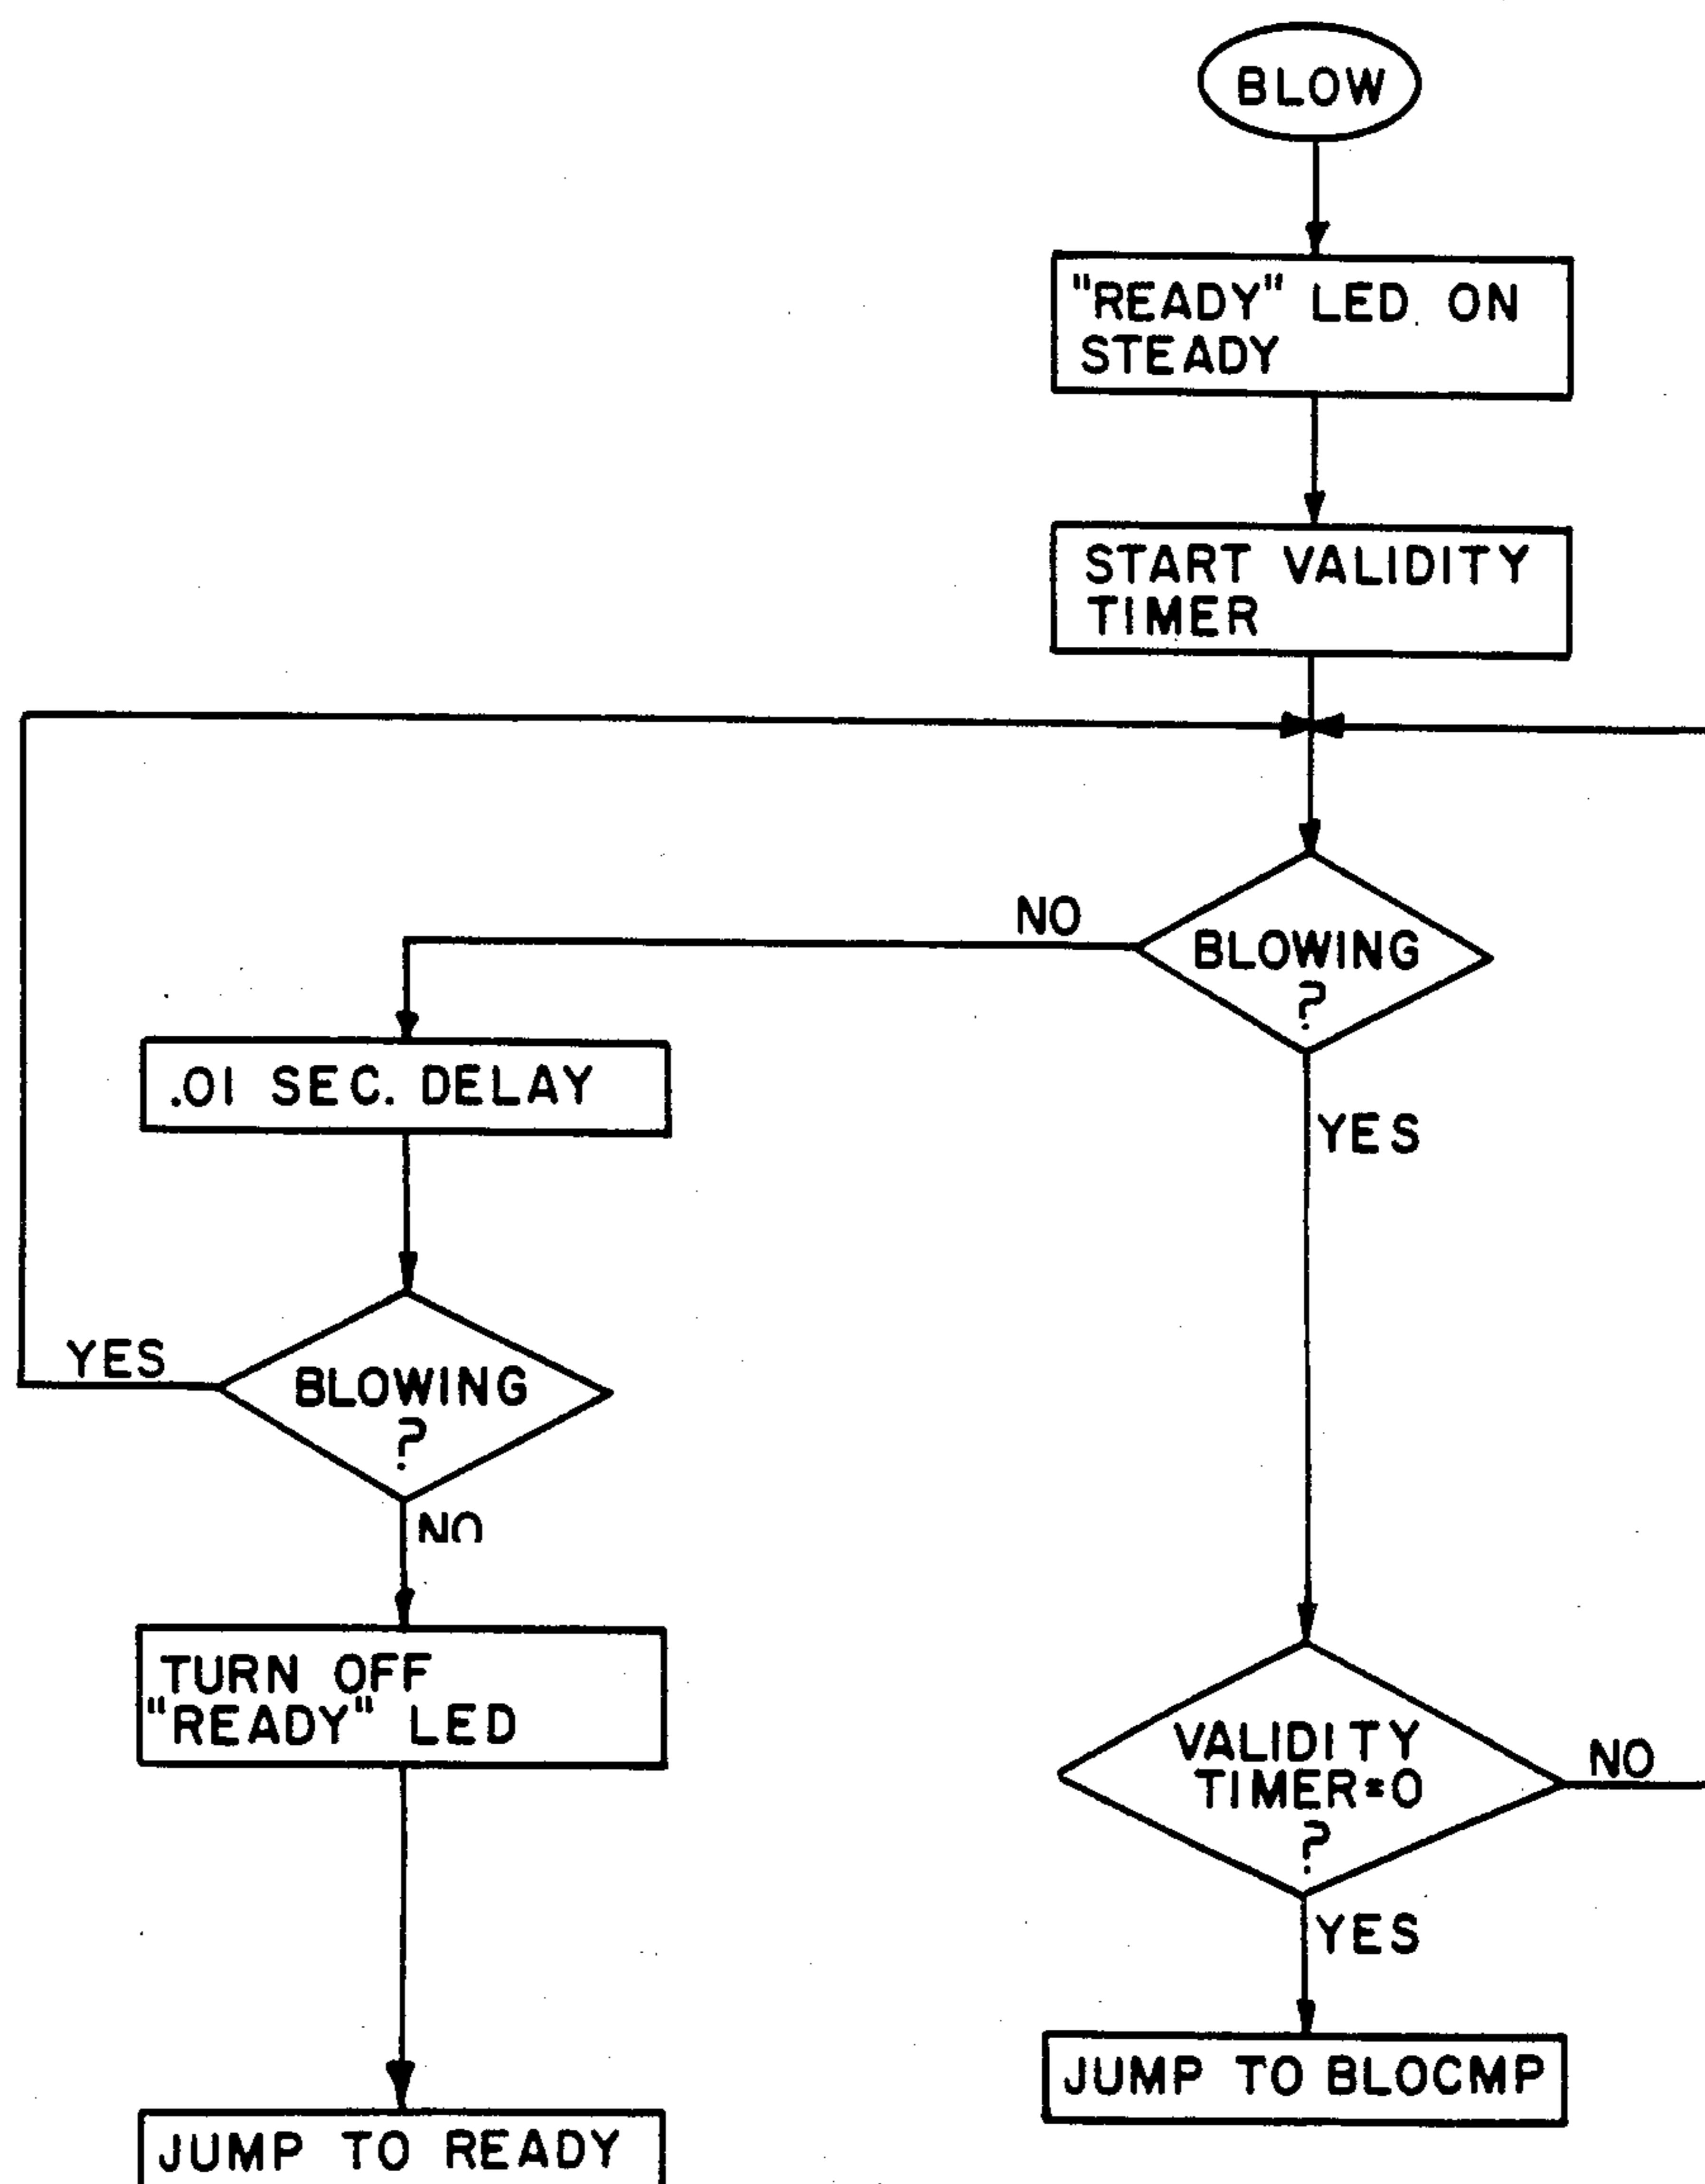 BLOW
"READY" LED ON
STEADY
START VALIDITY
TIMER
NO
BLOWING
?
YES
.01 SEC. DELAY
YES
BLOWING
?
NO
TURN OFF
"READY" LED
JUMP TO READY
VALIDITY
TIMER=0
?
NO
YES
JUMP TO BLOCMP